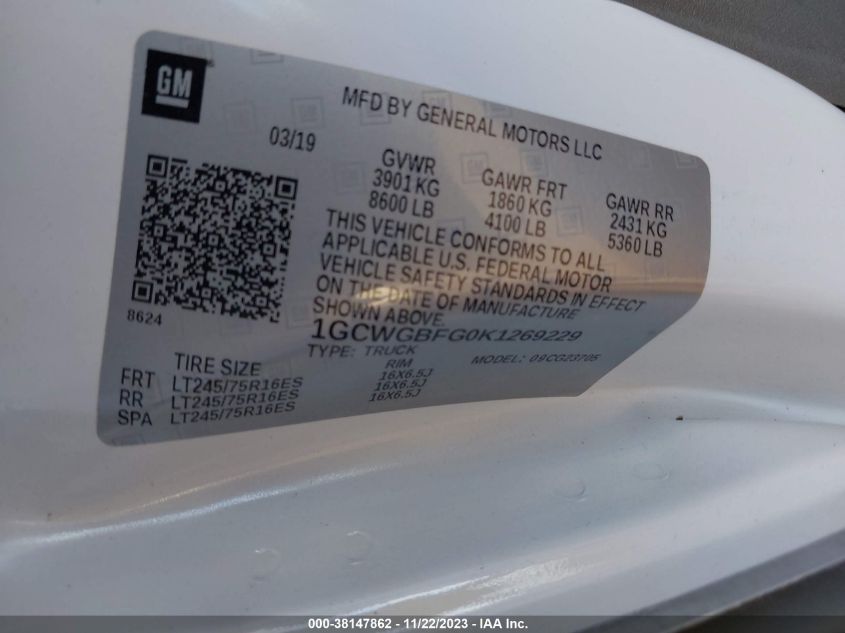 GM
MFD BY GENERAL MOTORS LLC
03/19
GVWR
3901 KG
8600 LB
GAWR FRT
1860 KG
4100 LB
GAWR RR
2431 KG
5360 LB
THIS VEHICLE CONFORMS TO ALL
APPLICABLE U.S. FEDERAL MOTOR
VEHICLE SAFETY STANDARDS IN EFFECT
ON THE DATE OF MANUFACTURE
SHOWN ABOVE.
8624
1GCWGBFG0K1269229
TYPE: TRUCK
MODEL: 09CG23705
TIRE SIZE
RIM
FRT LT245/75R16ES 16X6.5J
RR LT245/75R16ES 16X6.5J
SPA LT245/75R16ES 16X6.5J
000-38147862 - 11/22/2023 - IAA Inc.